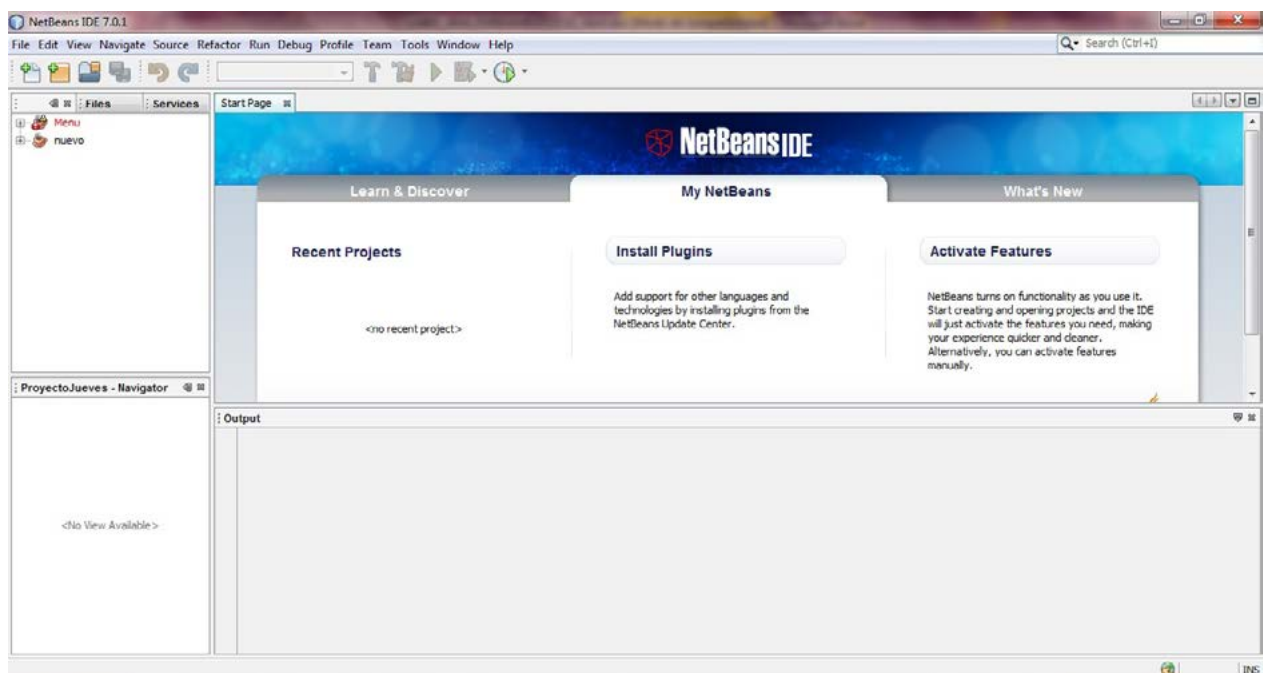 NetBeans IDE 7.0.1
File Edit View Navigate Source Refactor Run Debug Profile Team Tools Window Help
Search (Ctrl+I)
Files Services
Start Page
Menu
nuevo
NetBeans IDE
Learn & Discover
My NetBeans
What's New
Recent Projects
<no recent project>
Install Plugins
Add support for other languages and
technologies by installing plugins from the
NetBeans Update Center.
Activate Features
NetBeans turns on functionality as you use it.
Start creating and opening projects and the IDE
will just activate the features you need, making
your experience quicker and cleaner.
Alternatively, you can activate features
manually.
ProyectoJueves - Navigator
<No View Available>
Output
INS